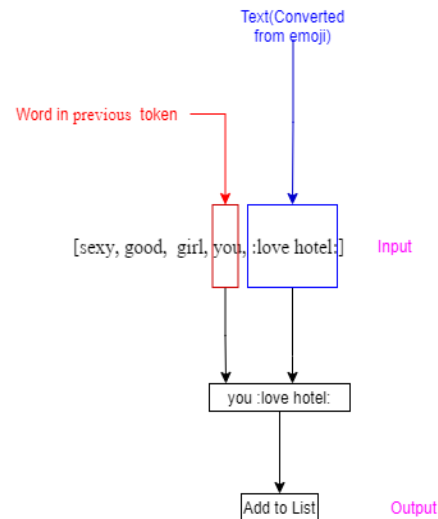 Text(Converted
from emoji)
Word in previous token
[sexy, good, girl, you, :love hotel:]
Input
you :love hotel:
Add to List
Output